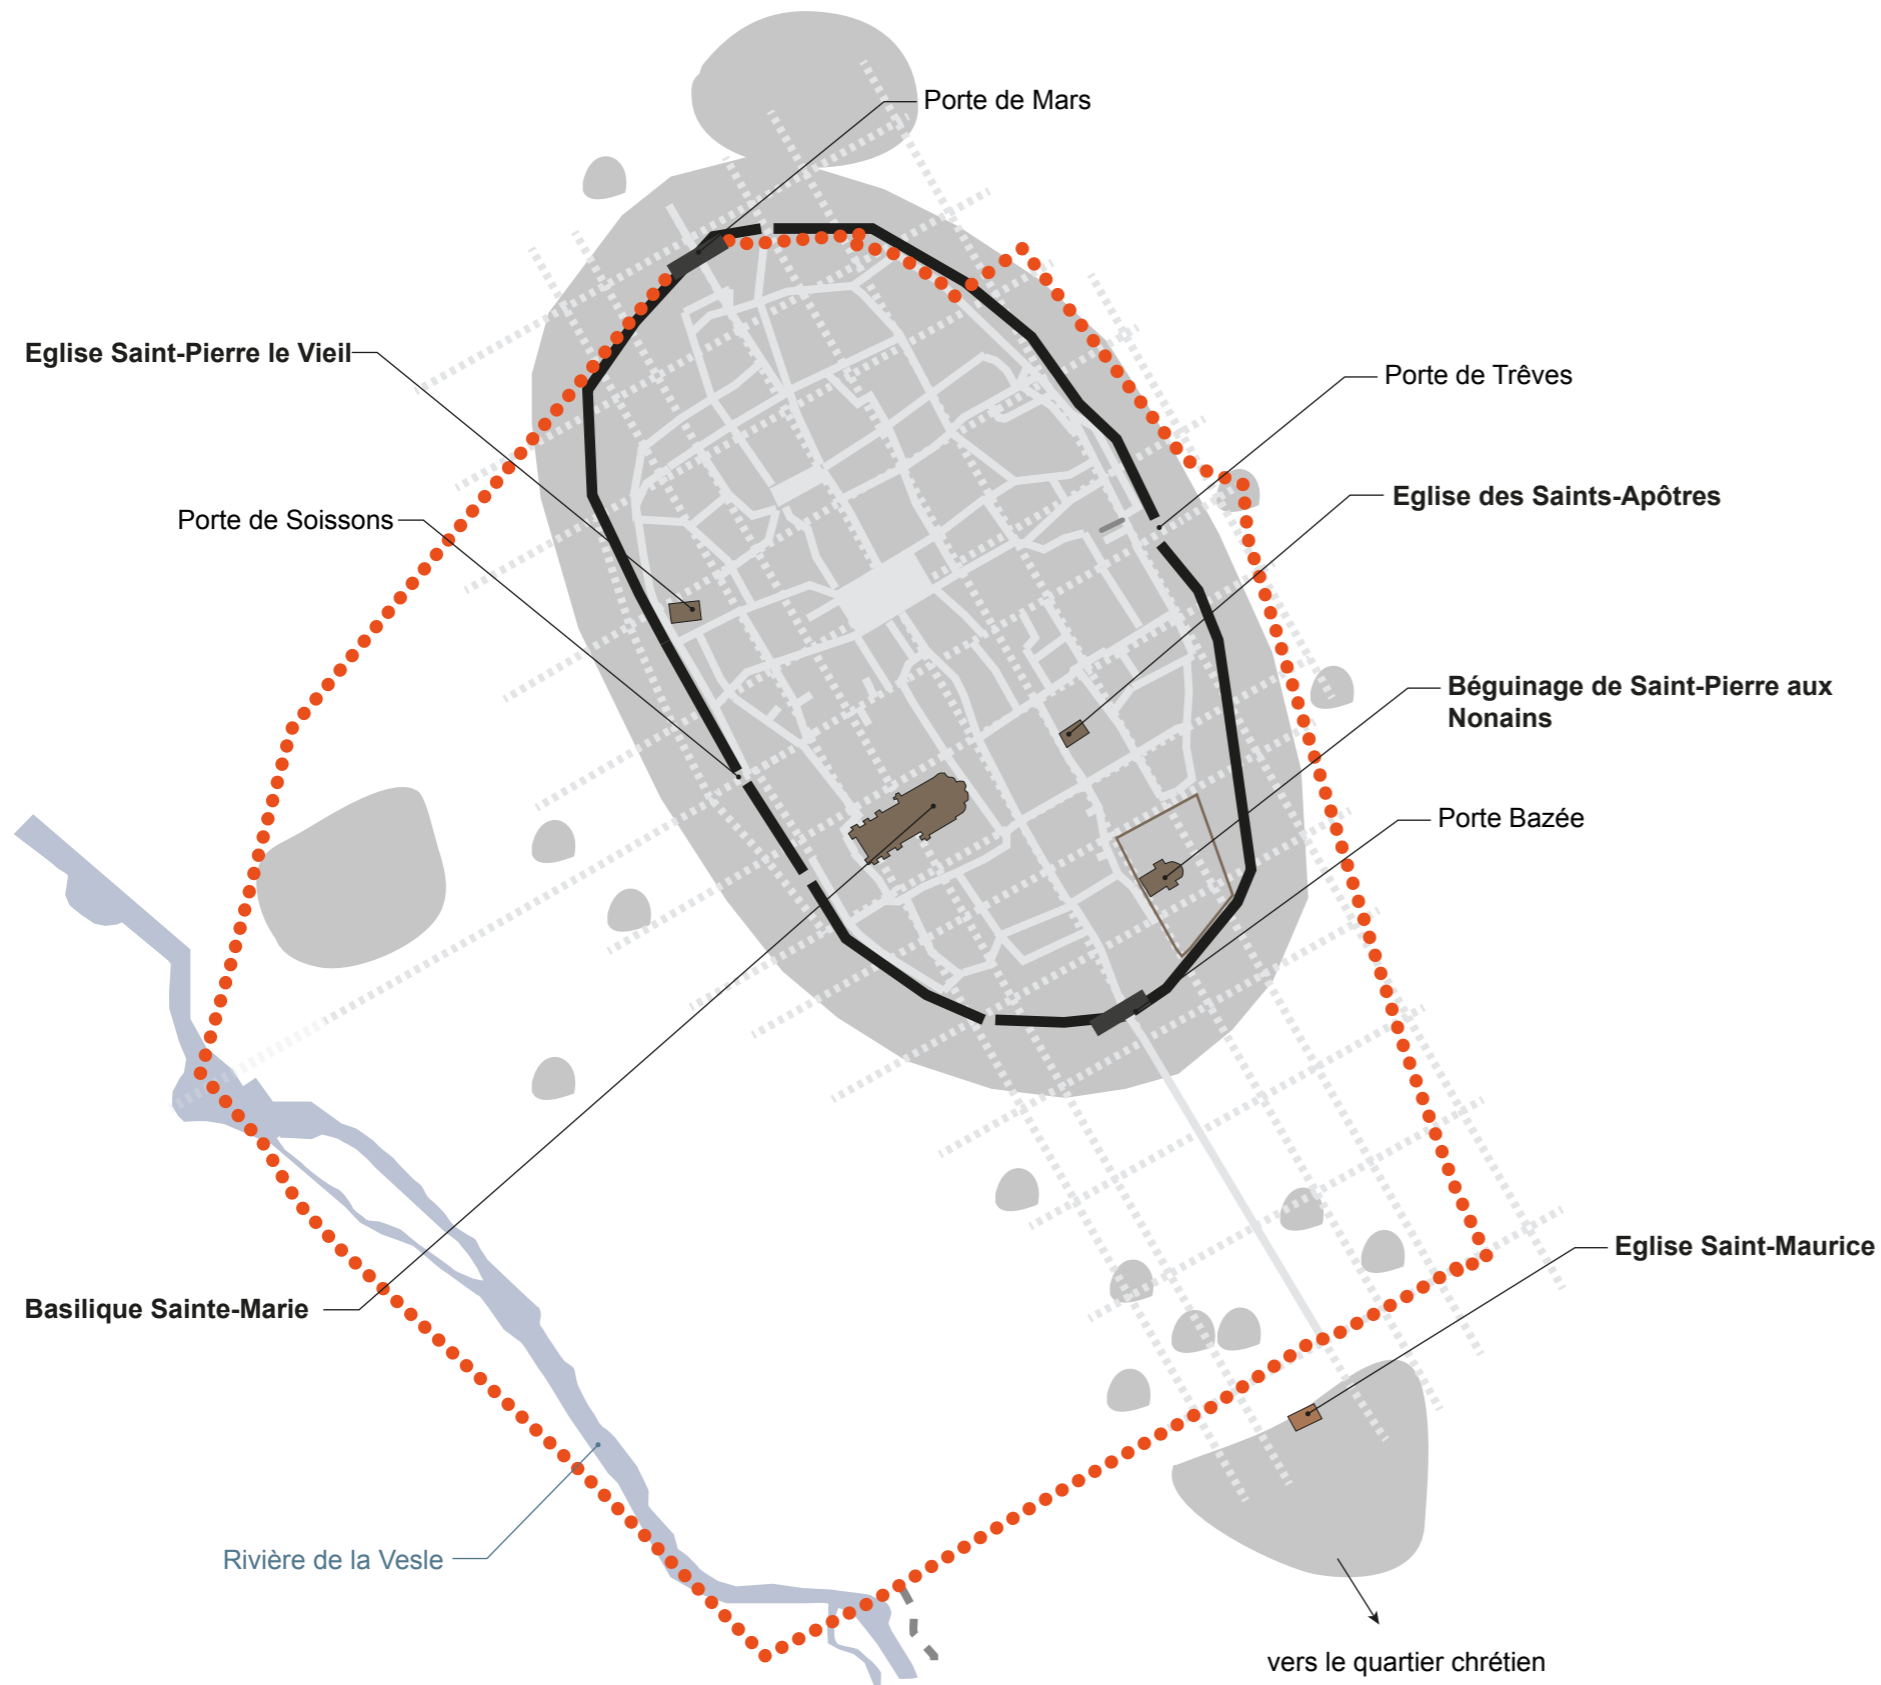 Porte de Mars
Eglise Saint-Pierre le Vieil
Porte de Trêves
Eglise des Saints-Apôtres
Porte de Soissons
Béguinage de Saint-Pierre aux
Nonains
Porte Bazée
Eglise Saint-Maurice
Basilique Sainte-Marie
Rivière de la Vesle
vers le quartier chrétien